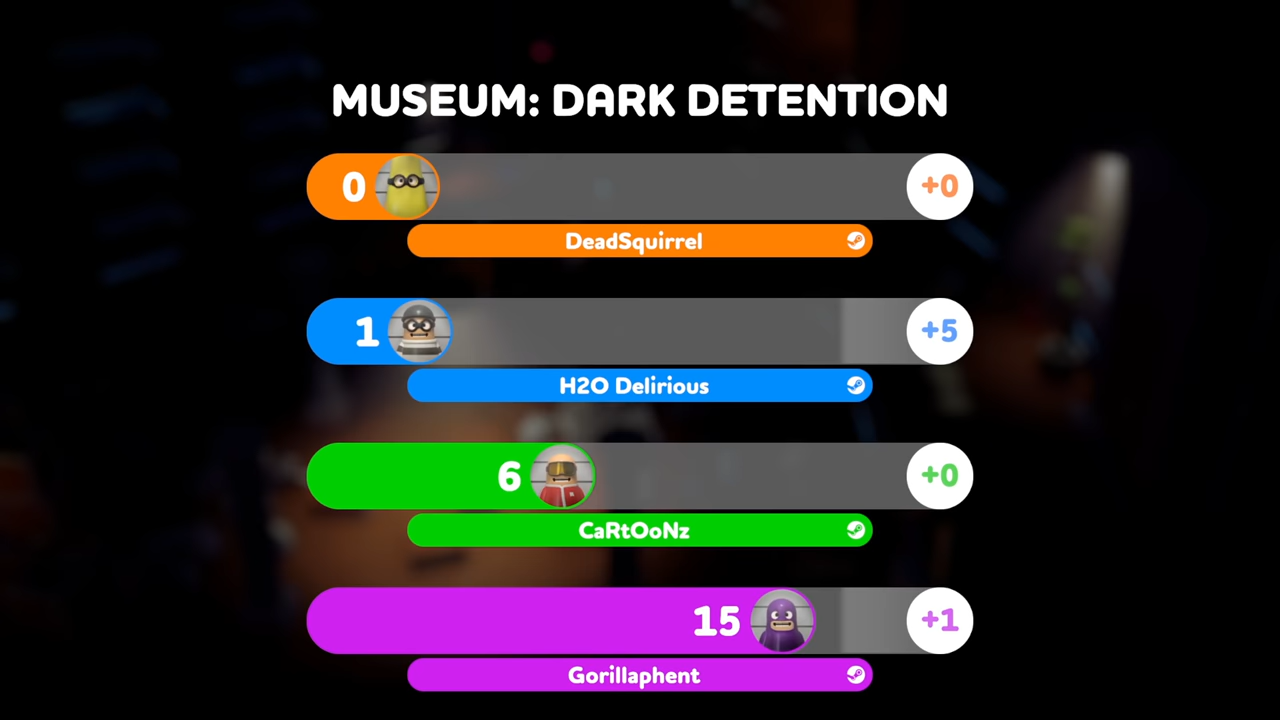 MUSEUM: DARK DETENTION
0 +0
DeadSquirrel
1 +5
H2O Delirious
6 +0
CaRtOoNz
15 +1
Gorillaphent